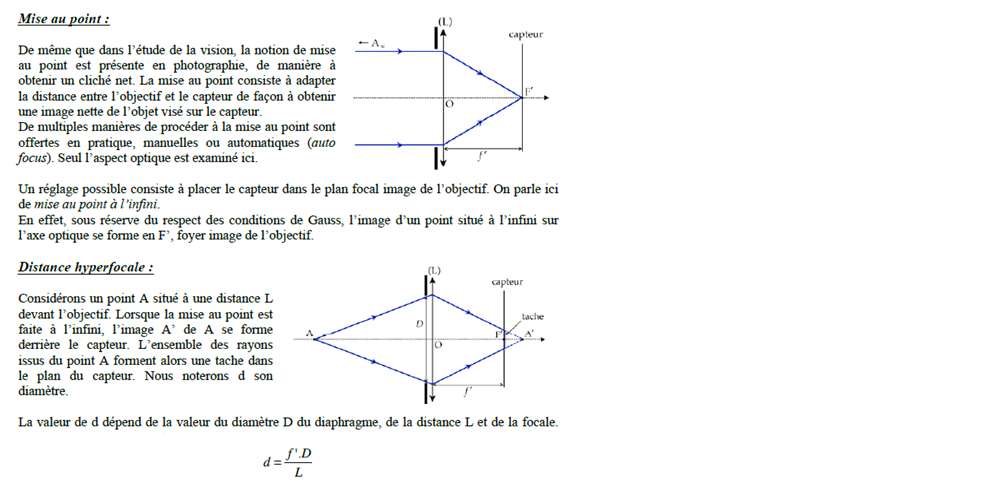 Mise au point :
De même que dans l'étude de la vision, la notion de mise
au point est présente en photographie, de manière à
obtenir un cliché net. La mise au point consiste à adapter
la distance entre l'objectif et le capteur de façon à obtenir
une image nette de l'objet visé sur le capteur.
De multiples manières de procéder à la mise au point sont
offertes en pratique, manuelles ou automatiques (auto
focus). Seul l'aspect optique est examiné ici.
(L)
capteur
← A∞
F'
O
f'
Un réglage possible consiste à placer le capteur dans le plan focal image de l'objectif. On parle ici
de mise au point à l'infini.
En effet, sous réserve du respect des conditions de Gauss, l'image d'un point situé à l'infini sur
l'axe optique se forme en F', foyer image de l'objectif.
Distance hyperfocale :
Considérons un point A situé à une distance L
devant l'objectif. Lorsque la mise au point est
faite à l'infini, l'image A' de A se forme
derrière le capteur. L'ensemble des rayons
issus du point A forment alors une tache dans
le plan du capteur. Nous noterons d son
diamètre.
(L)
capteur
tache
D
A
F'
A'
O
f'
La valeur de d dépend de la valeur du diamètre D du diaphragme, de la distance L et de la focale.
d = f'.D / L